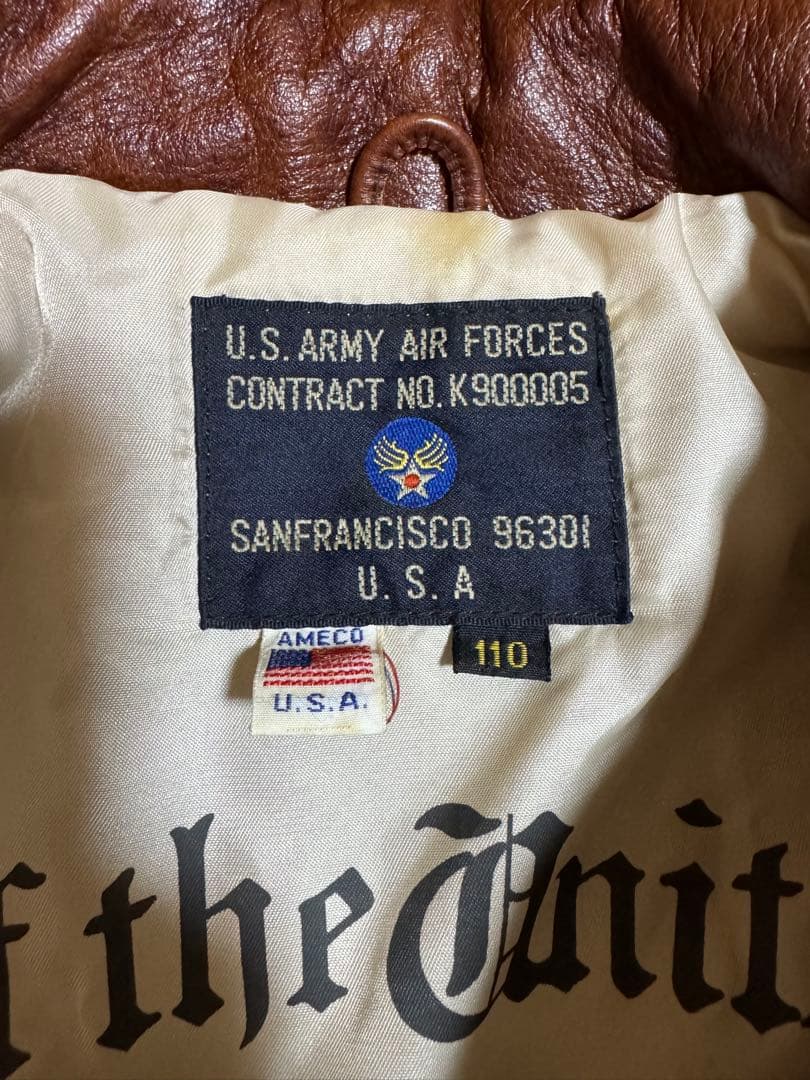 U.S. ARMY AIR FORCES
CONTRACT NO. K900005
SANFRANCISCO 96301
U. S. A
AMECO
U.S.A.
110
f the Unit